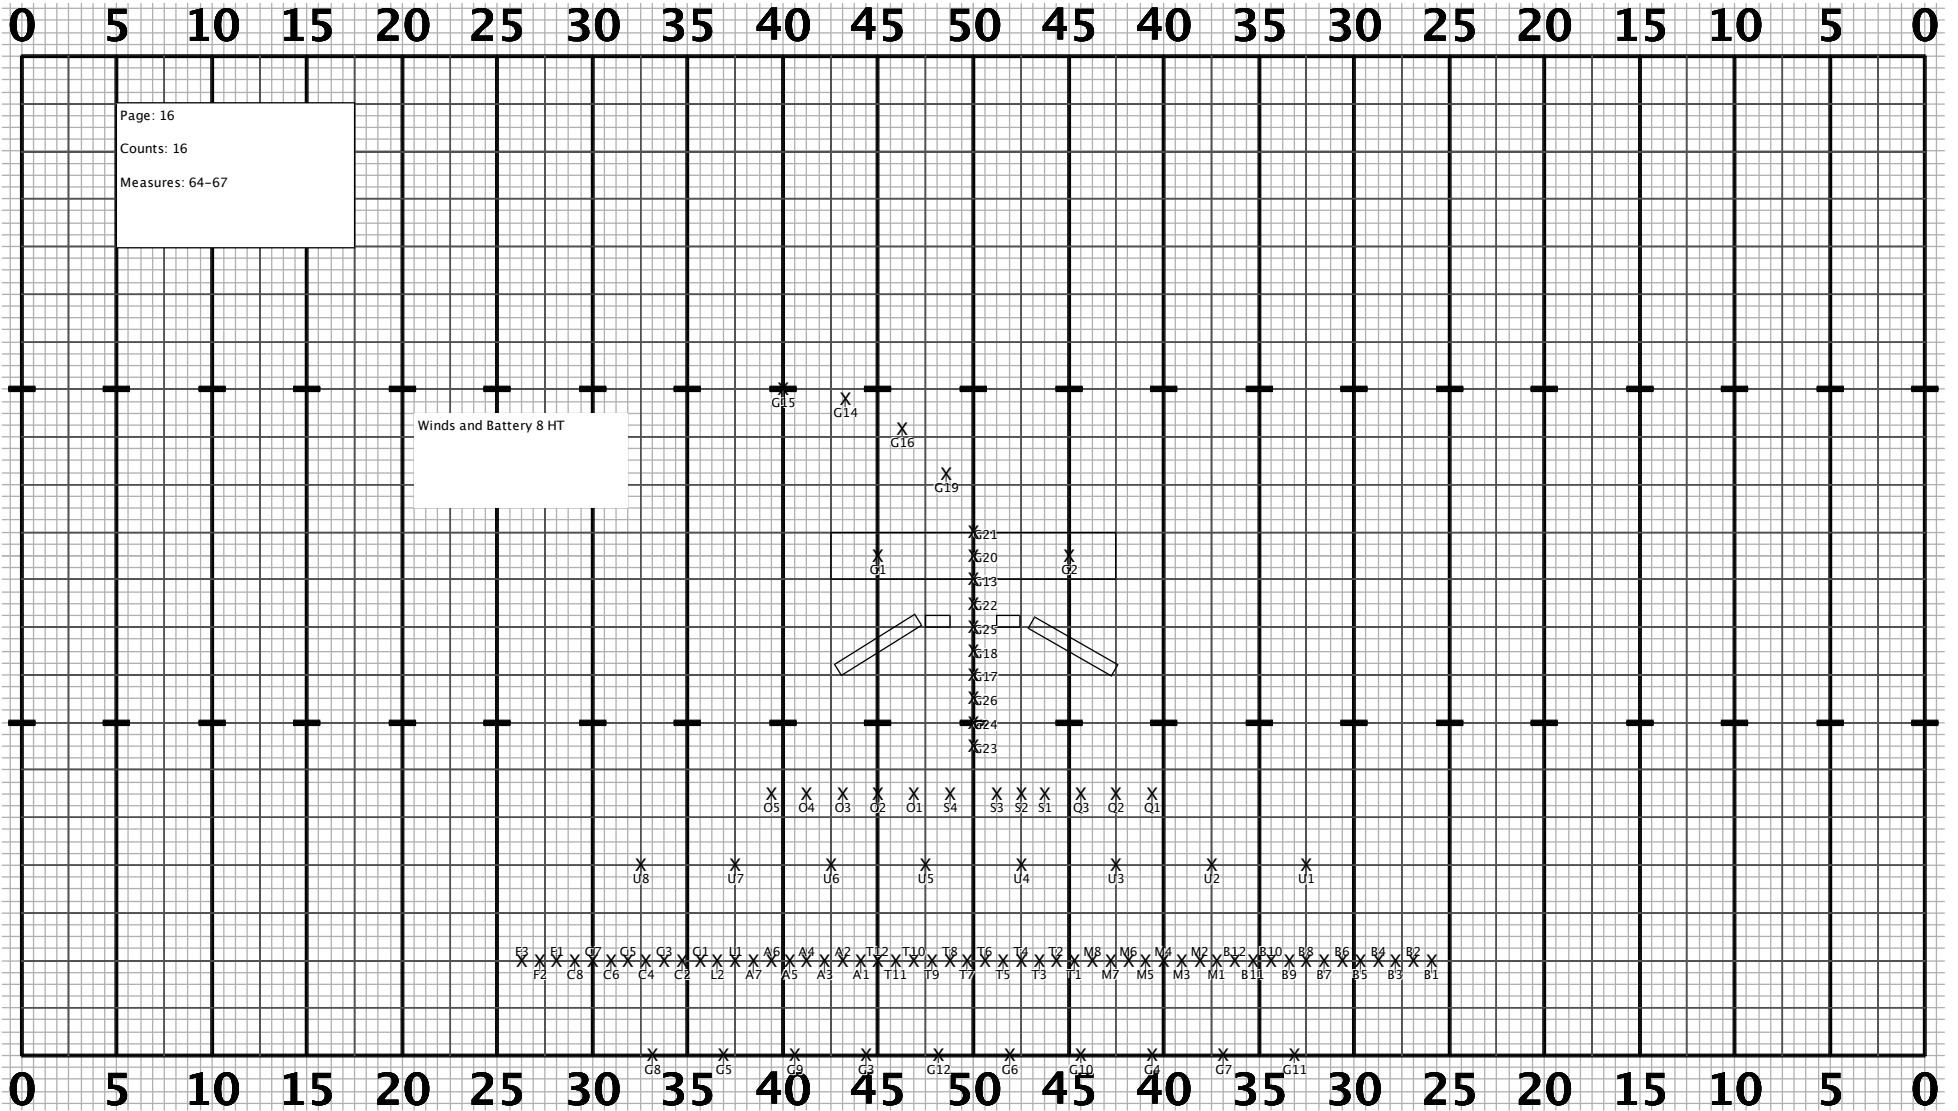 0 5 10 15 20 25 30 35 40 45 50 45 40 35 30 25 20 15 10 5 0
Page: 16
Counts: 16
Measures: 64-67
G15
G14
Winds and Battery 8 HT
G16
G19
G21
G20
G1 G2
G13
G22
G25
G18
G17
G26
G24
G23
O5 O4 O3 O2 O1 S4 S3 S2 S1 Q3 Q2 Q1
U8 U7 U6 U5 U4 U3 U2 U1
F3 F1 C7 C5 C3 C1 L1 A6 A4 A2 T12 T10 T8 T6 T4 T2 M8 M6 M4 M2 B12 B10 B8 B6 B4 B2
F2 C8 C6 C4 C2 L2 A7 A5 A3 A1 T11 T9 T7 T5 T3 T1 M7 M5 M3 M1 B11 B9 B7 B5 B3 B1
G8 G5 G9 G3 G12 G6 G10 G4 G7 G11
0 5 10 15 20 25 30 35 40 45 50 45 40 35 30 25 20 15 10 5 0